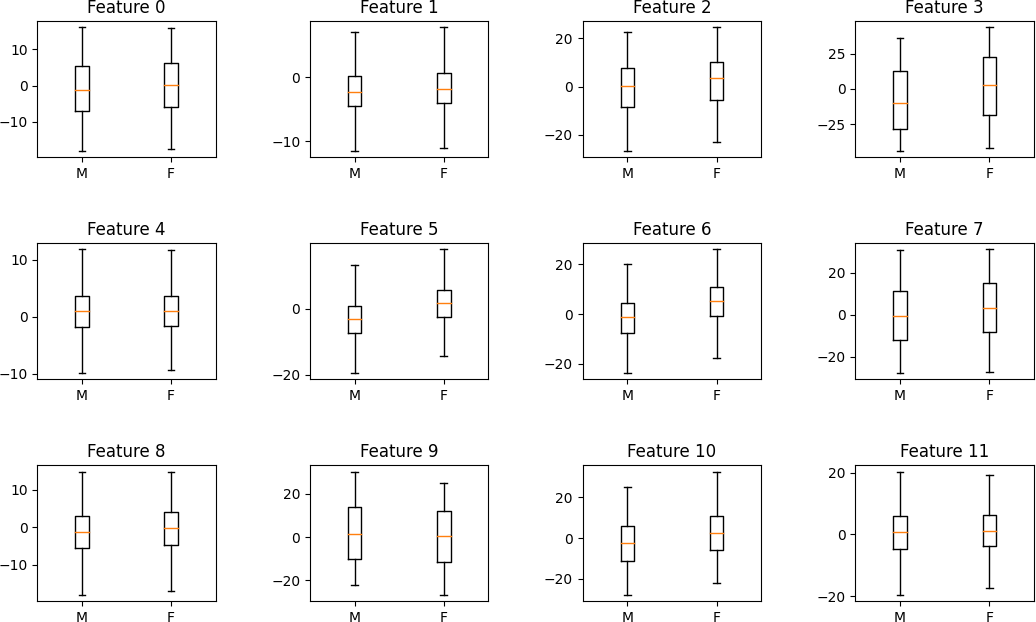 Feature 0
10
0
−10
M F
Feature 1
0
−10
M F
Feature 2
20
0
−20
M F
Feature 3
25
0
−25
M F
Feature 4
10
0
−10
M F
Feature 5
0
−20
M F
Feature 6
20
0
−20
M F
Feature 7
20
0
−20
M F
Feature 8
10
0
−10
M F
Feature 9
20
0
−20
M F
Feature 10
20
0
−20
M F
Feature 11
20
0
−20
M F